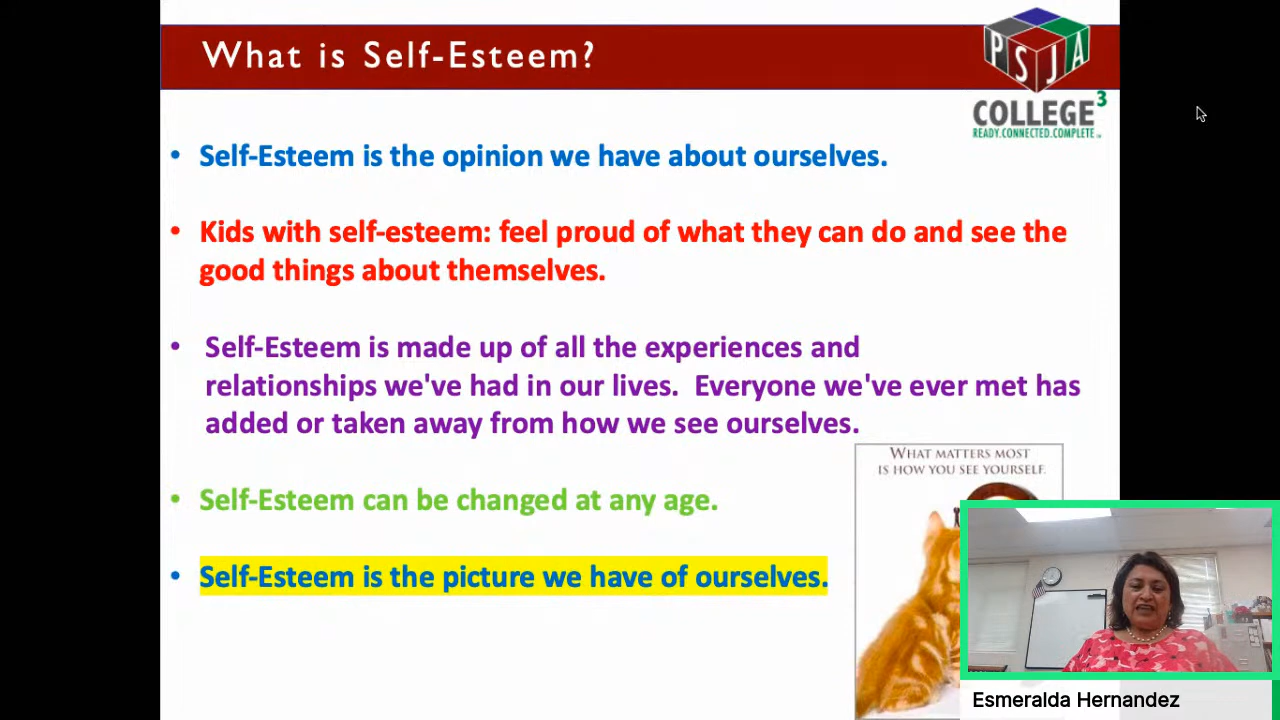 What is Self-Esteem?
PSJA
COLLEGE³
READY.CONNECTED.COMPLETE™
• Self-Esteem is the opinion we have about ourselves.
• Kids with self-esteem: feel proud of what they can do and see the
good things about themselves.
• Self-Esteem is made up of all the experiences and
relationships we've had in our lives. Everyone we've ever met has
added or taken away from how we see ourselves.
WHAT MATTERS MOST
IS HOW YOU SEE YOURSELF.
• Self-Esteem can be changed at any age.
• Self-Esteem is the picture we have of ourselves.
Esmeralda Hernandez